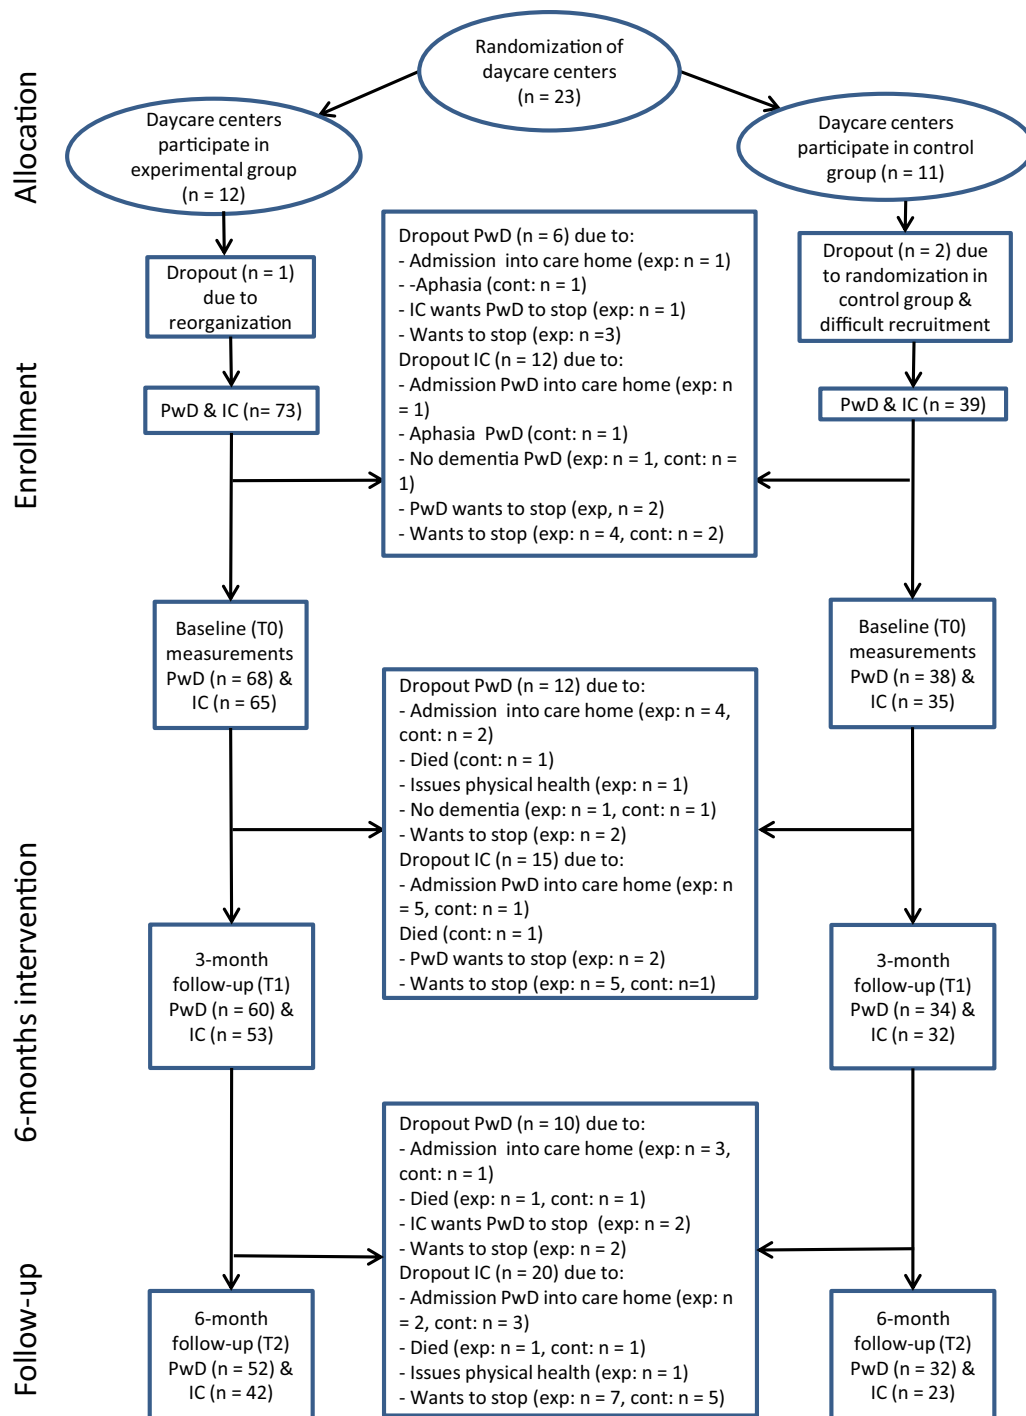 Randomization of
daycare centers
(n = 23)
Allocation
Daycare centers
participate in
experimental group
(n = 12)
Daycare centers
participate in control
group (n = 11)
Dropout (n = 1)
due to
reorganization
Dropout (n = 2) due
to randomization in
control group &
difficult recruitment
Enrollment
PwD & IC (n= 73)
PwD & IC (n = 39)
Dropout PwD (n = 6) due to:
- Admission  into care home (exp: n = 1)
- -Aphasia (cont: n = 1)
- IC wants PwD to stop (exp: n = 1)
- Wants to stop (exp: n =3)
Dropout IC (n = 12) due to:
- Admission PwD into care home (exp: n
= 1)
- Aphasia  PwD (cont: n = 1)
- No dementia PwD (exp: n = 1, cont: n =
1)
- PwD wants to stop (exp, n = 2)
- Wants to stop (exp: n = 4, cont: n = 2)
Baseline (T0)
measurements
PwD (n = 68) &
IC (n = 65)
Baseline (T0)
measurements
PwD (n = 38) &
IC (n = 35)
6-months intervention
Dropout PwD (n = 12) due to:
- Admission  into care home (exp: n = 4,
cont: n = 2)
- Died (cont: n = 1)
- Issues physical health (exp: n = 1)
- No dementia (exp: n = 1, cont: n = 1)
- Wants to stop (exp: n = 2)
Dropout IC (n = 15) due to:
- Admission PwD into care home (exp: n
= 5, cont: n = 1)
Died (cont: n = 1)
- PwD wants to stop (exp: n = 2)
- Wants to stop (exp: n = 5, cont: n=1)
3-month
follow-up (T1)
PwD (n = 60) &
IC (n = 53)
3-month
follow-up (T1)
PwD (n = 34) &
IC (n = 32)
Follow-up
Dropout PwD (n = 10) due to:
- Admission  into care home (exp: n = 3,
cont: n = 1)
- Died (exp: n = 1, cont: n = 1)
- IC wants PwD to stop  (exp: n = 2)
- Wants to stop (exp: n = 2)
Dropout IC (n = 20) due to:
- Admission PwD into care home (exp: n
= 2, cont: n = 3)
- Died (exp: n = 1, cont: n = 1)
- Issues physical health (exp: n = 1)
- Wants to stop (exp: n = 7, cont: n = 5)
6-month
follow-up (T2)
PwD (n = 52) &
IC (n = 42)
6-month
follow-up (T2)
PwD (n = 32) &
IC (n = 23)